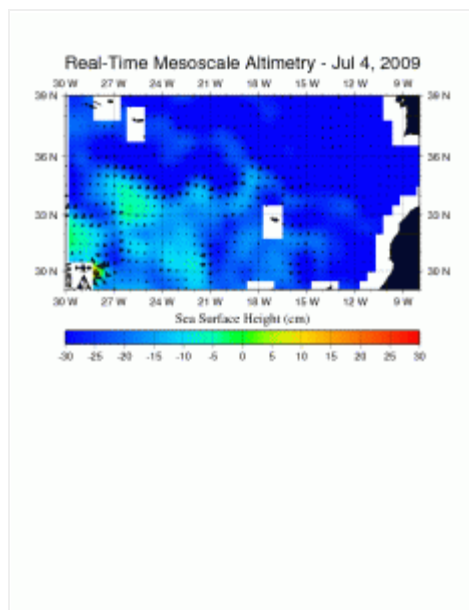 Real-Time Mesoscale Altimetry - Jul 4, 2009
30 W 27 W 24 W 21 W 18 W 15 W 12 W 9 W
39 N 39 N
36 N 36 N
33 N 33 N
30 N 30 N
30 W 27 W 24 W 21 W 18 W 15 W 12 W 9 W
Sea Surface Height (cm)
-30 -25 -20 -15 -10 -5 0 5 10 15 20 25 30